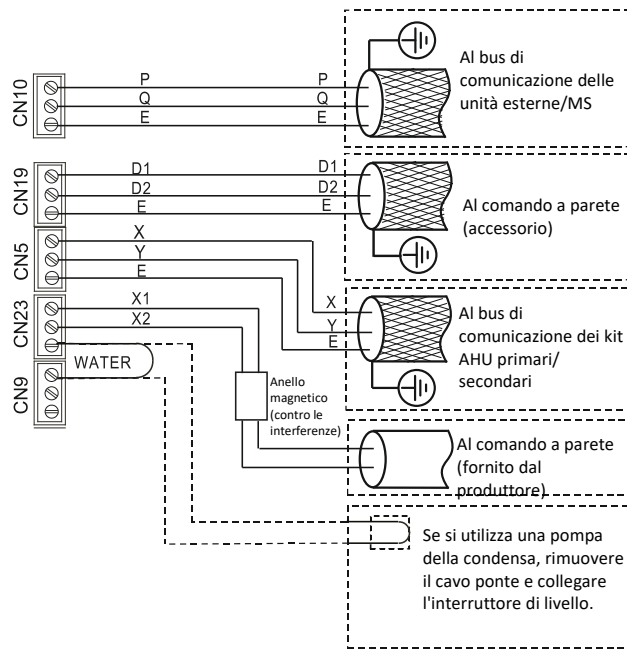 CN10
P
P
Q
Q
E
E
Al bus di
comunicazione delle
unità esterne/MS
CN19
D1
D1
D2
D2
E
E
Al comando a parete
(accessorio)
CN5
X
Y
E
X
Y
E
Al bus di
comunicazione dei kit
AHU primari/
secondari
CN23
X1
X2
WATER
CN9
Anello
magnetico
(contro le
interferenze)
Al comando a parete
(fornito dal
produttore)
Se si utilizza una pompa
della condensa, rimuovere
il cavo ponte e collegare
l'interruttore di livello.